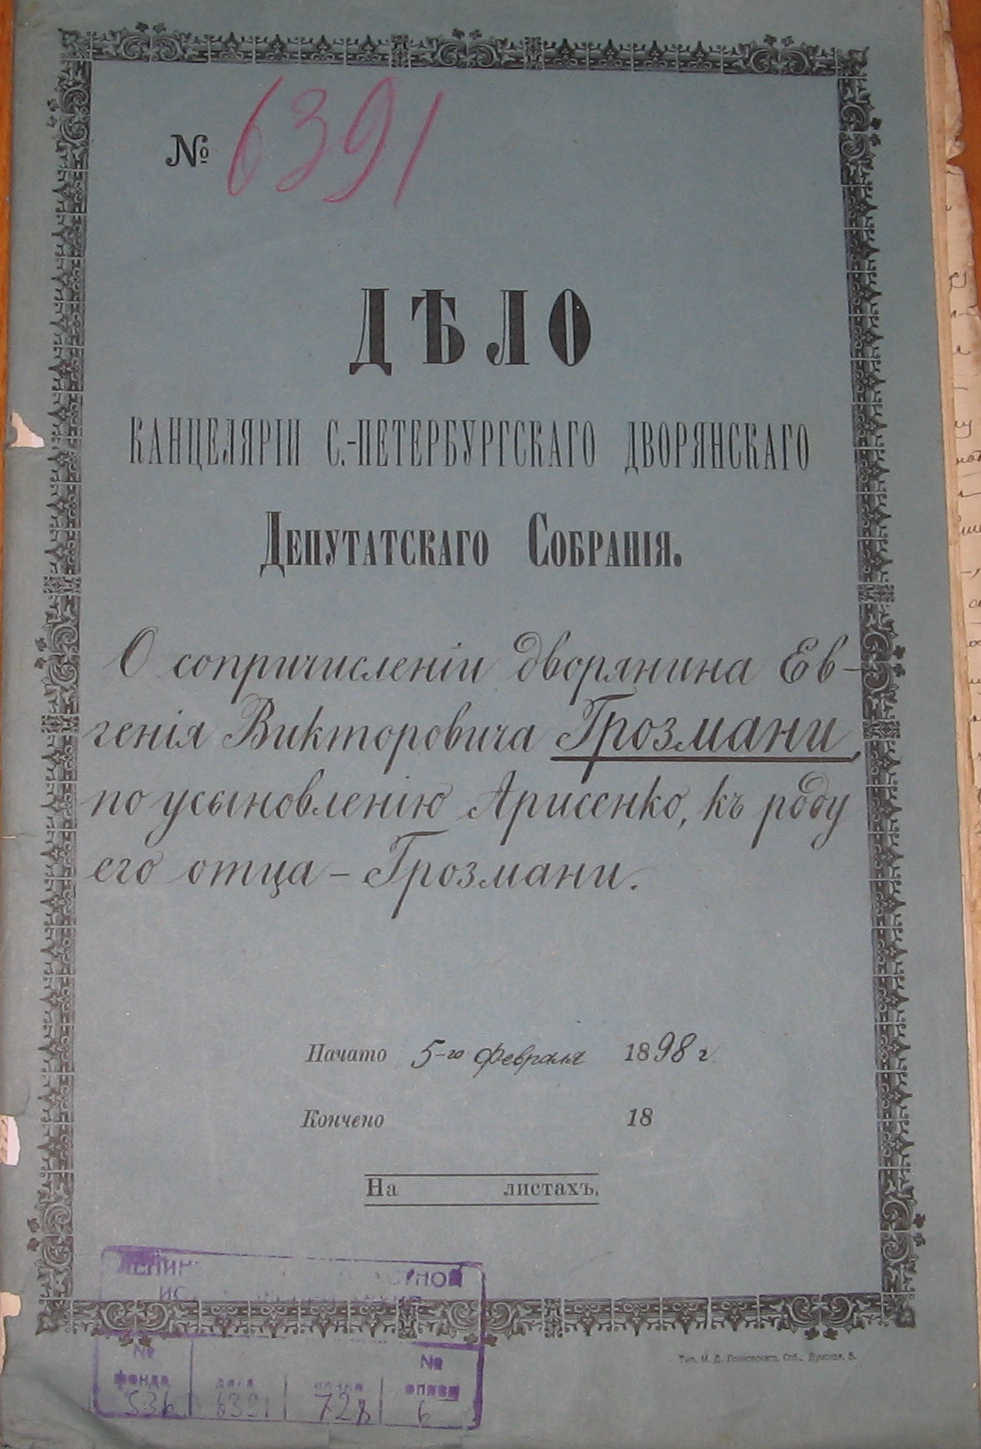 № 6391
ДѢЛО
КАНЦЕЛЯРІИ С.-ПЕТЕРБУРГСКАГО ДВОРЯНСКАГО
ДЕПУТАТСКАГО СОБРАНІЯ.
О сопричисленіи дворянина Ев-
генія Викторовича Грозмани,
по усыновленію Арисенко, къ роду
его отца – Грозмани.
Начато 5-го февраля 1898 г
Кончено 18
На листахъ.
№ №
фонда дела описи
536 6391 728 6